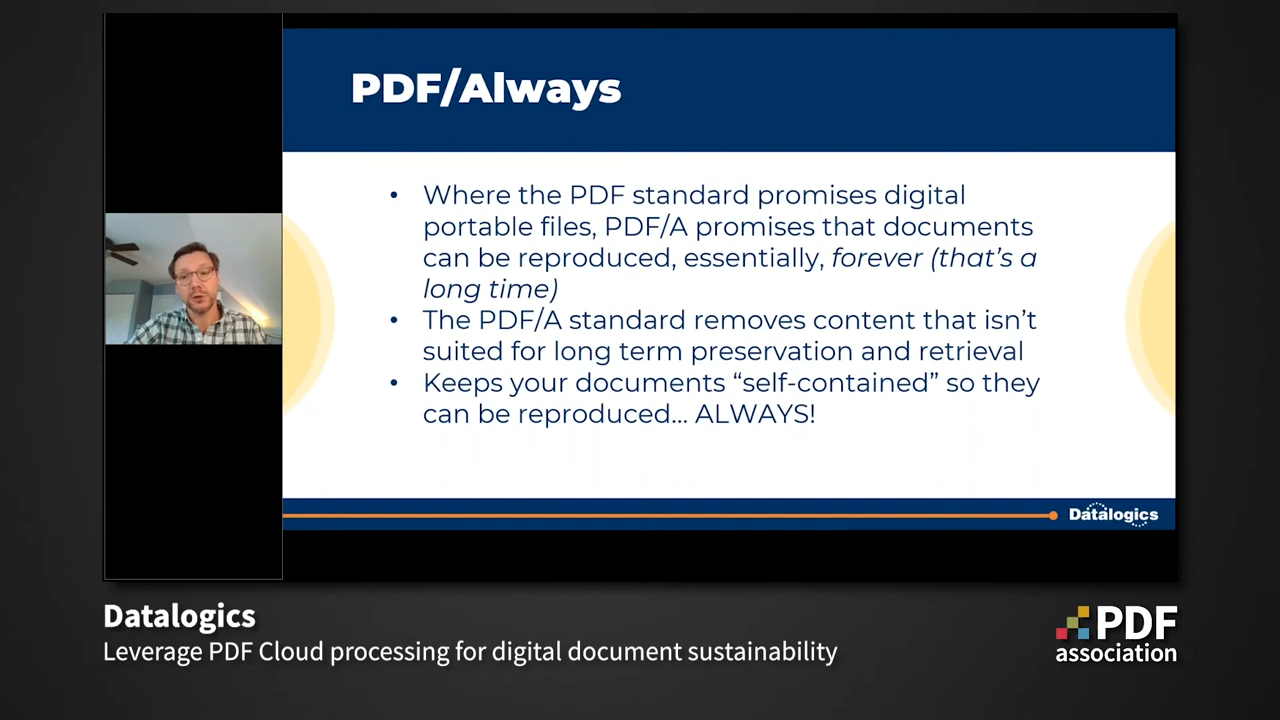 PDF/Always
• Where the PDF standard promises digital
portable files, PDF/A promises that documents
can be reproduced, essentially, forever (that’s a
long time)
• The PDF/A standard removes content that isn’t
suited for long term preservation and retrieval
• Keeps your documents “self-contained” so they
can be reproduced... ALWAYS!
Datalogics
Datalogics
Leverage PDF Cloud processing for digital document sustainability
PDF
association